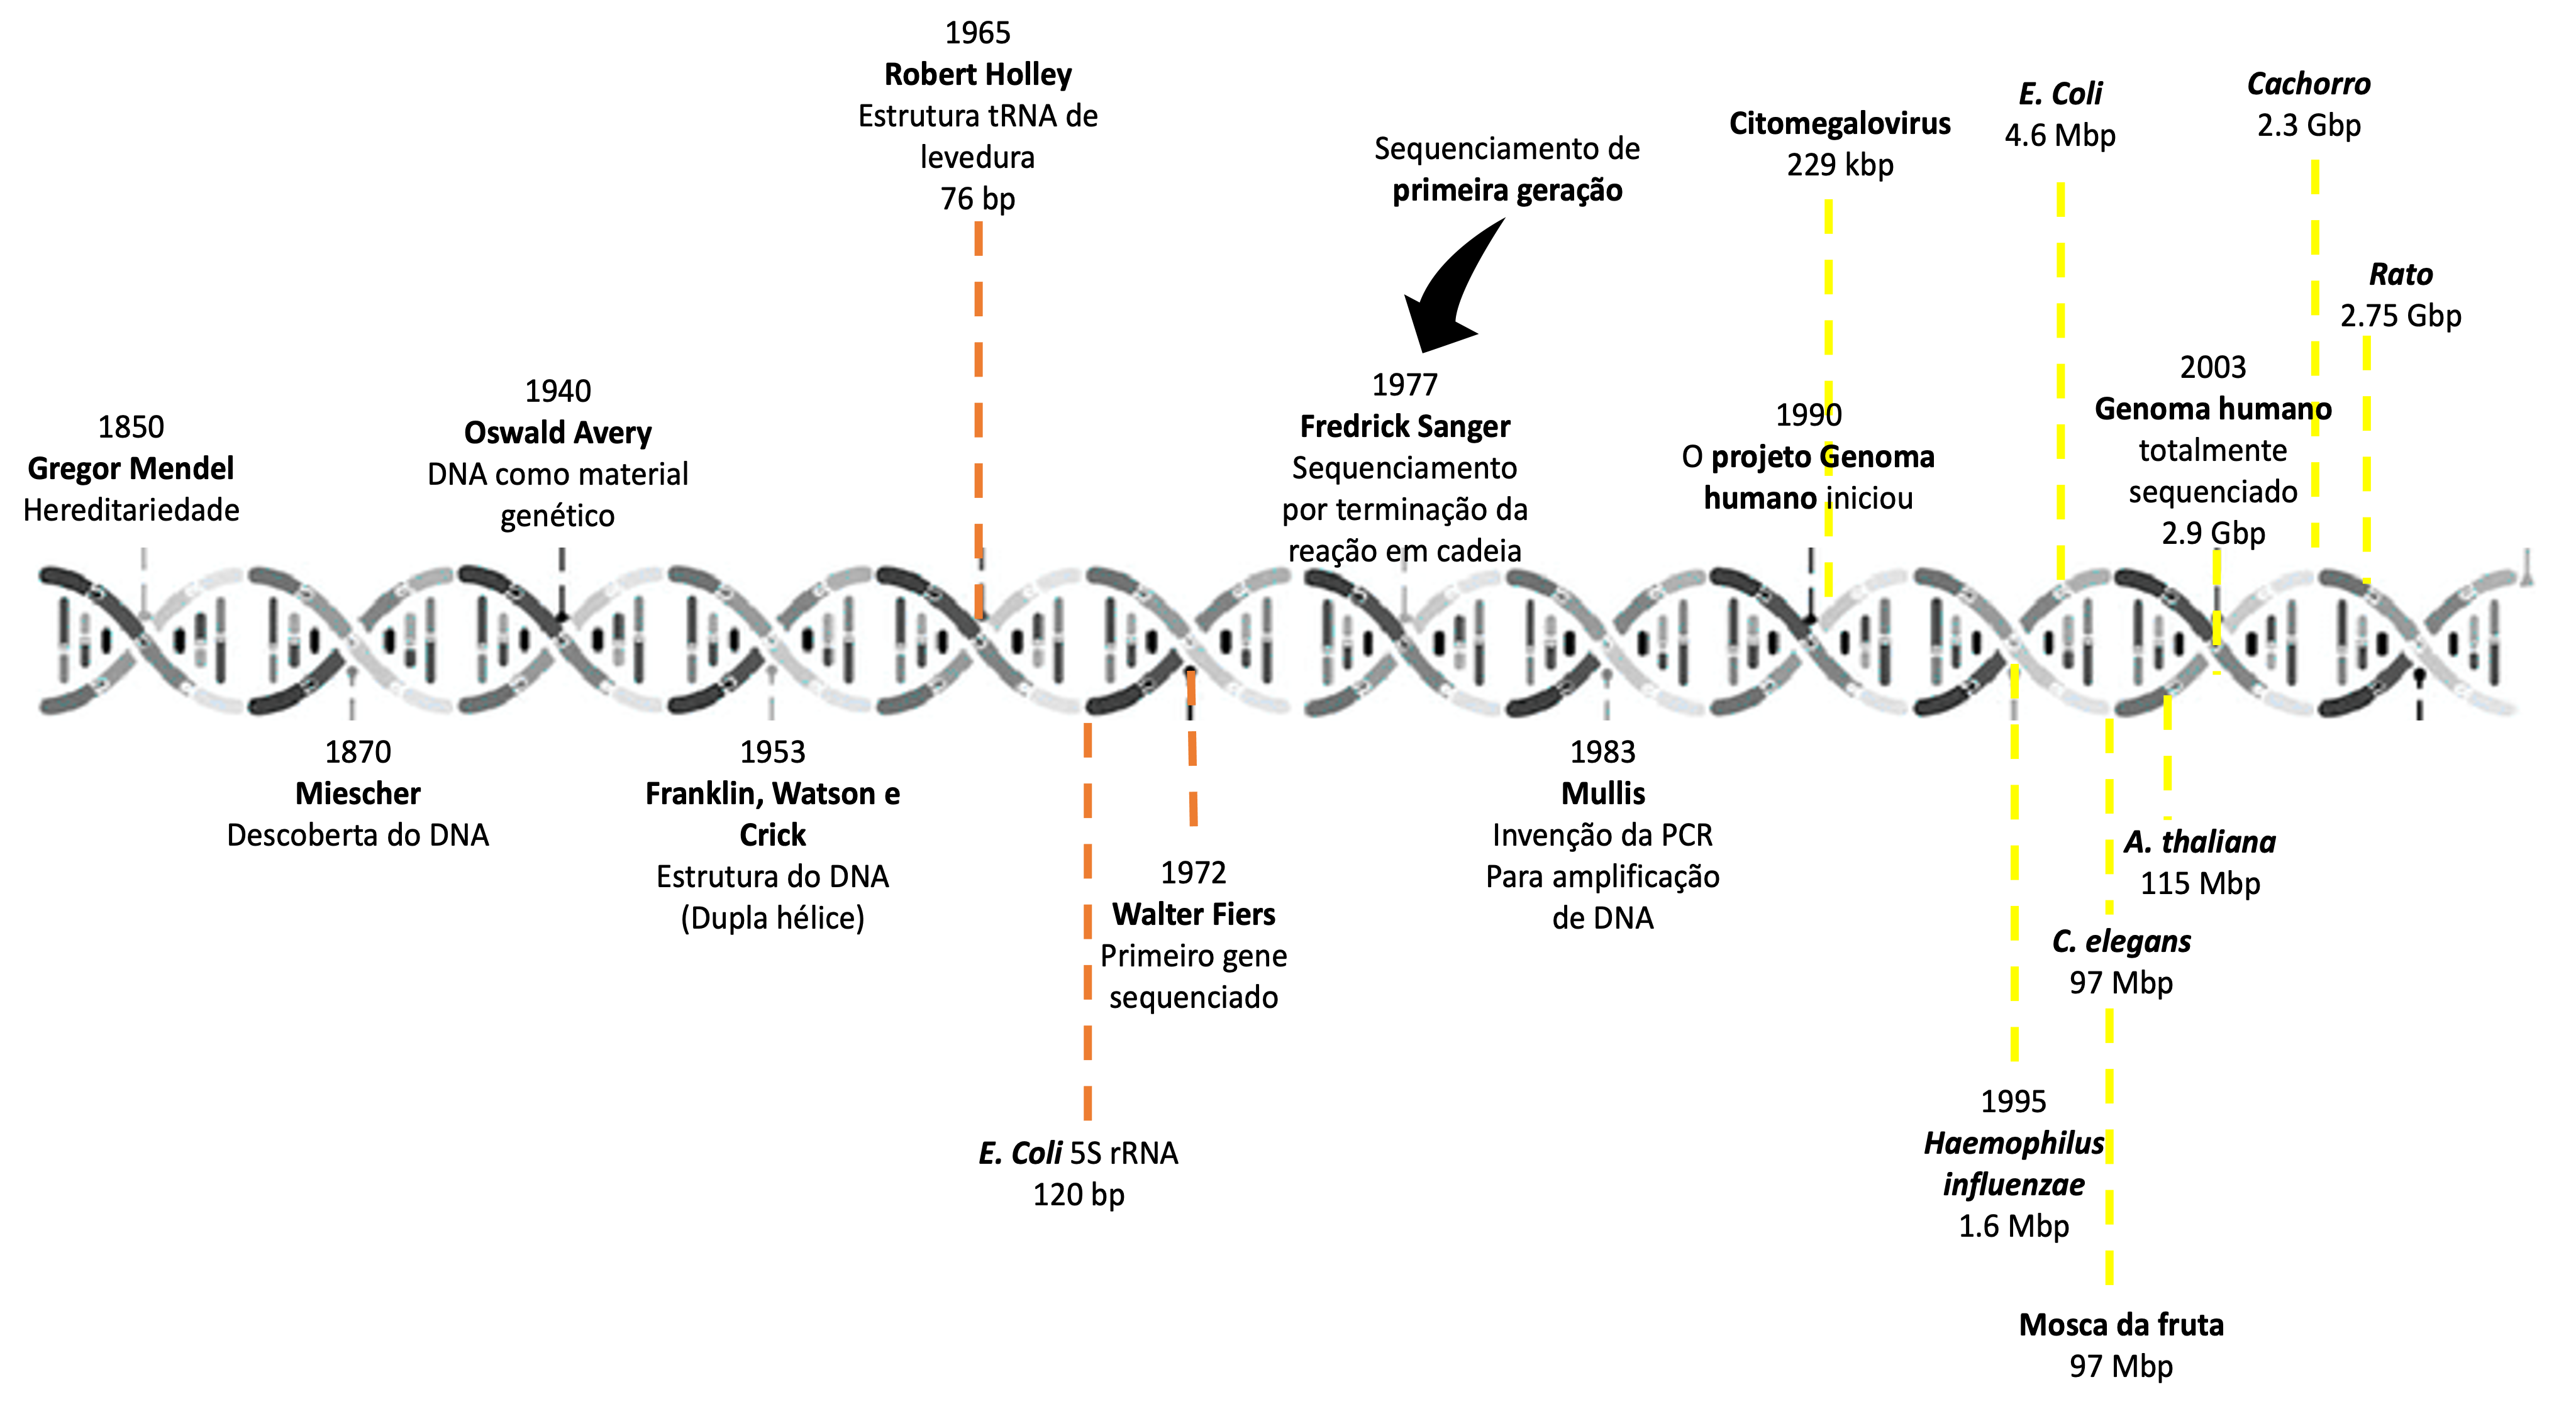 1850
Gregor Mendel
Hereditariedade
1870
Miescher
Descoberta do DNA
1940
Oswald Avery
DNA como material
genético
1953
Franklin, Watson e
Crick
Estrutura do DNA
(Dupla hélice)
1965
Robert Holley
Estrutura tRNA de
levedura
76 bp
E. Coli 5S rRNA
120 bp
1972
Walter Fiers
Primeiro gene
sequenciado
Sequenciamento de
primeira geração
1977
Fredrick Sanger
Sequenciamento
por terminação da
reação em cadeia
1983
Mullis
Invenção da PCR
Para amplificação
de DNA
Citomegalovirus
229 kbp
1990
O projeto Genoma
humano iniciou
1995
Haemophilus
influenzae
1.6 Mbp
E. Coli
4.6 Mbp
C. elegans
97 Mbp
Mosca da fruta
97 Mbp
A. thaliana
115 Mbp
2003
Genoma humano
totalmente
sequenciado
2.9 Gbp
Cachorro
2.3 Gbp
Rato
2.75 Gbp